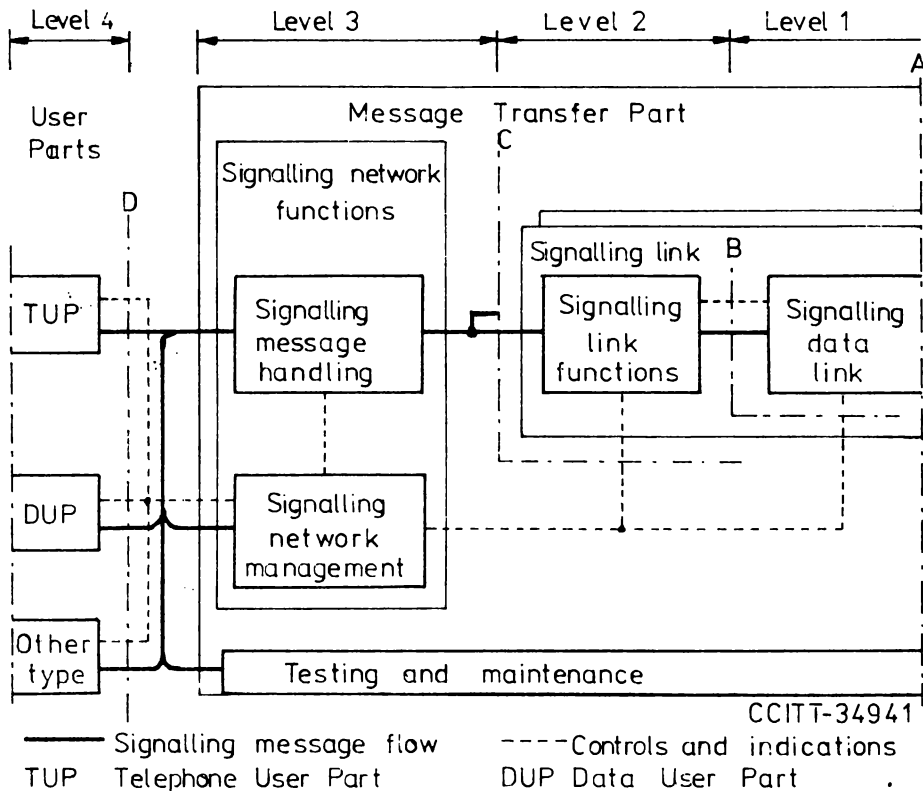 Level 4 Level 3 Level 2 Level 1
A
User
Parts
Message Transfer Part
C
D
Signalling network
functions
Signalling link B
TUP
Signalling
message
handling
Signalling
link
functions
Signalling
data
link
DUP
Signalling
network
management
Other
type
Testing and maintenance
CCITT-34941
Signalling message flow
Controls and indications
TUP Telephone User Part
DUP Data User Part .